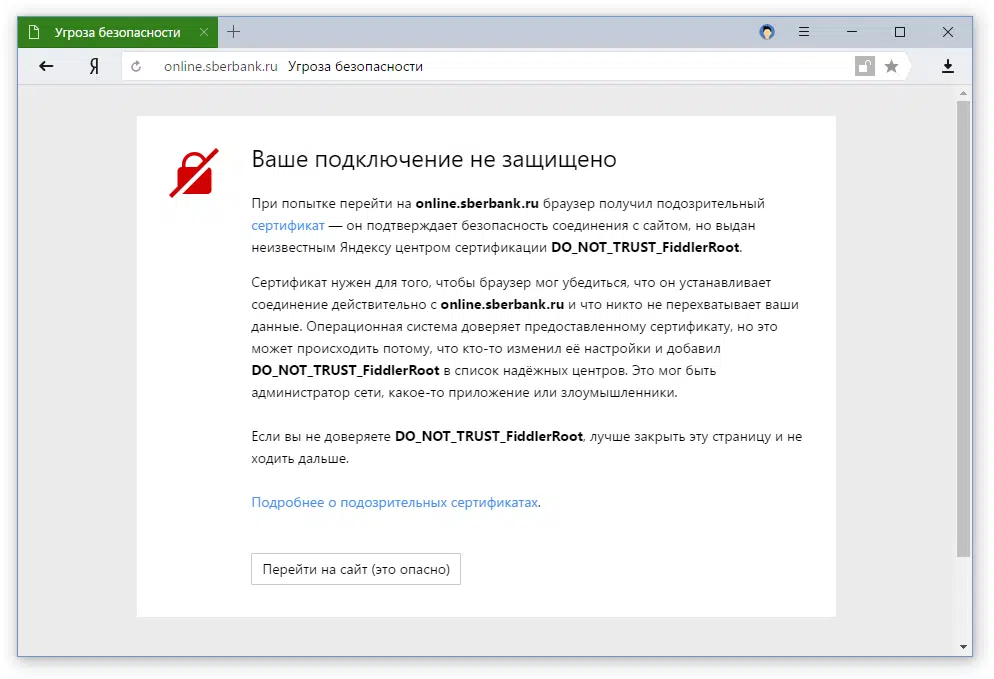 Угроза безопасности
Я online.sberbank.ru Угроза безопасности
Ваше подключение не защищено
При попытке перейти на online.sberbank.ru браузер получил подозрительный
сертификат — он подтверждает безопасность соединения с сайтом, но выдан
неизвестным Яндексу центром сертификации DO_NOT_TRUST_FiddlerRoot.
Сертификат нужен для того, чтобы браузер мог убедиться, что он устанавливает
соединение действительно с online.sberbank.ru и что никто не перехватывает ваши
данные. Операционная система доверяет предоставленному сертификату, но это
может происходить потому, что кто-то изменил её настройки и добавил
DO_NOT_TRUST_FiddlerRoot в список надёжных центров. Это мог быть
администратор сети, какое-то приложение или злоумышленники.
Если вы не доверяете DO_NOT_TRUST_FiddlerRoot, лучше закрыть эту страницу и не
ходить дальше.
Подробнее о подозрительных сертификатах.
Перейти на сайт (это опасно)